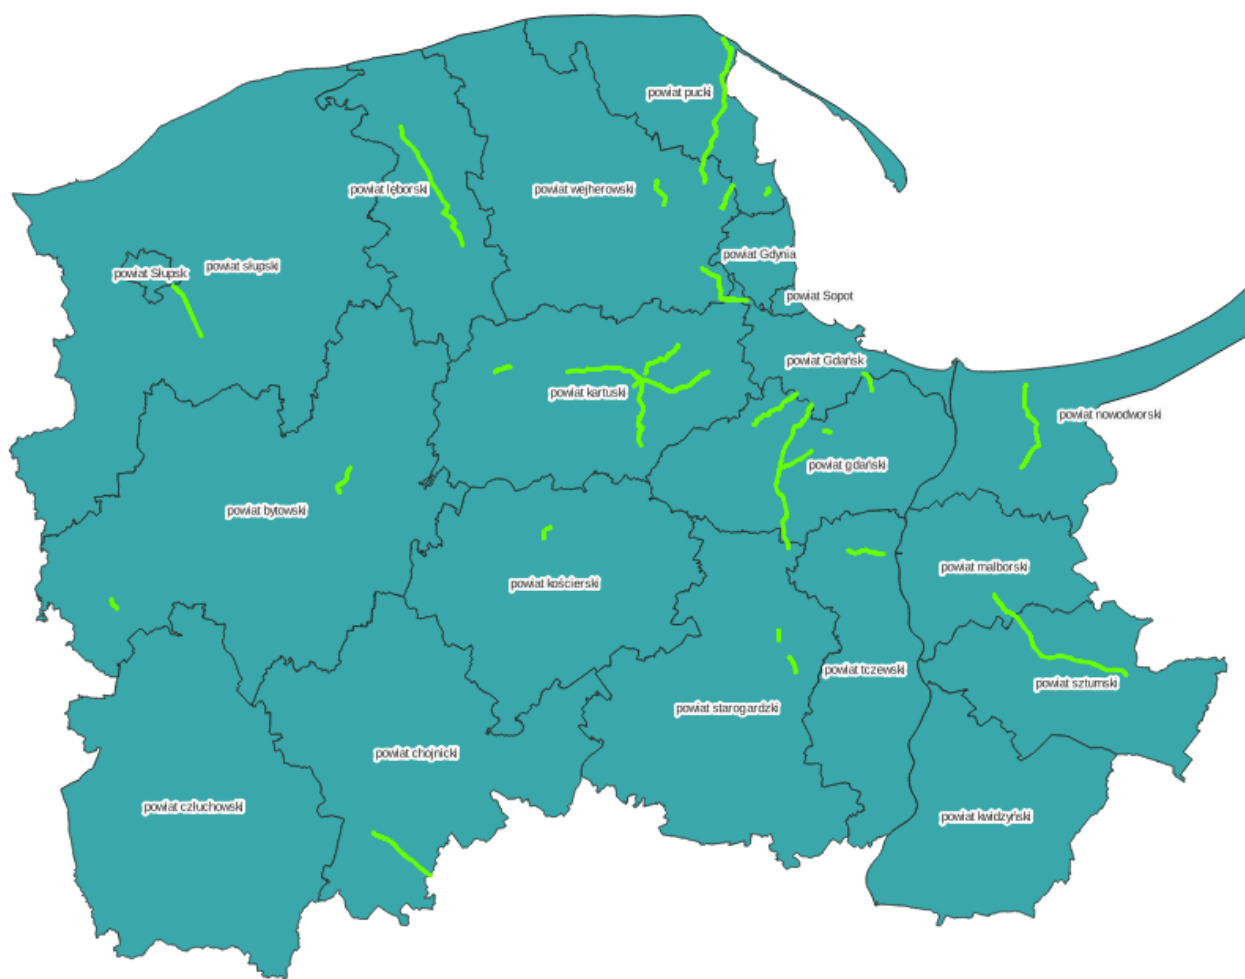 powiat pucki
powiat lęborski
powiat wejherowski
powiat Gdynia
powiat Słupsk
powiat słupski
powiat Sopot
powiat Gdańsk
powiat kartuski
powiat nowodworski
powiat gdański
powiat bytowski
powiat malborski
powiat kościerski
powiat tczewski
powiat sztumski
powiat starogardzki
powiat chojnicki
powiat człuchowski
powiat kwidzyński